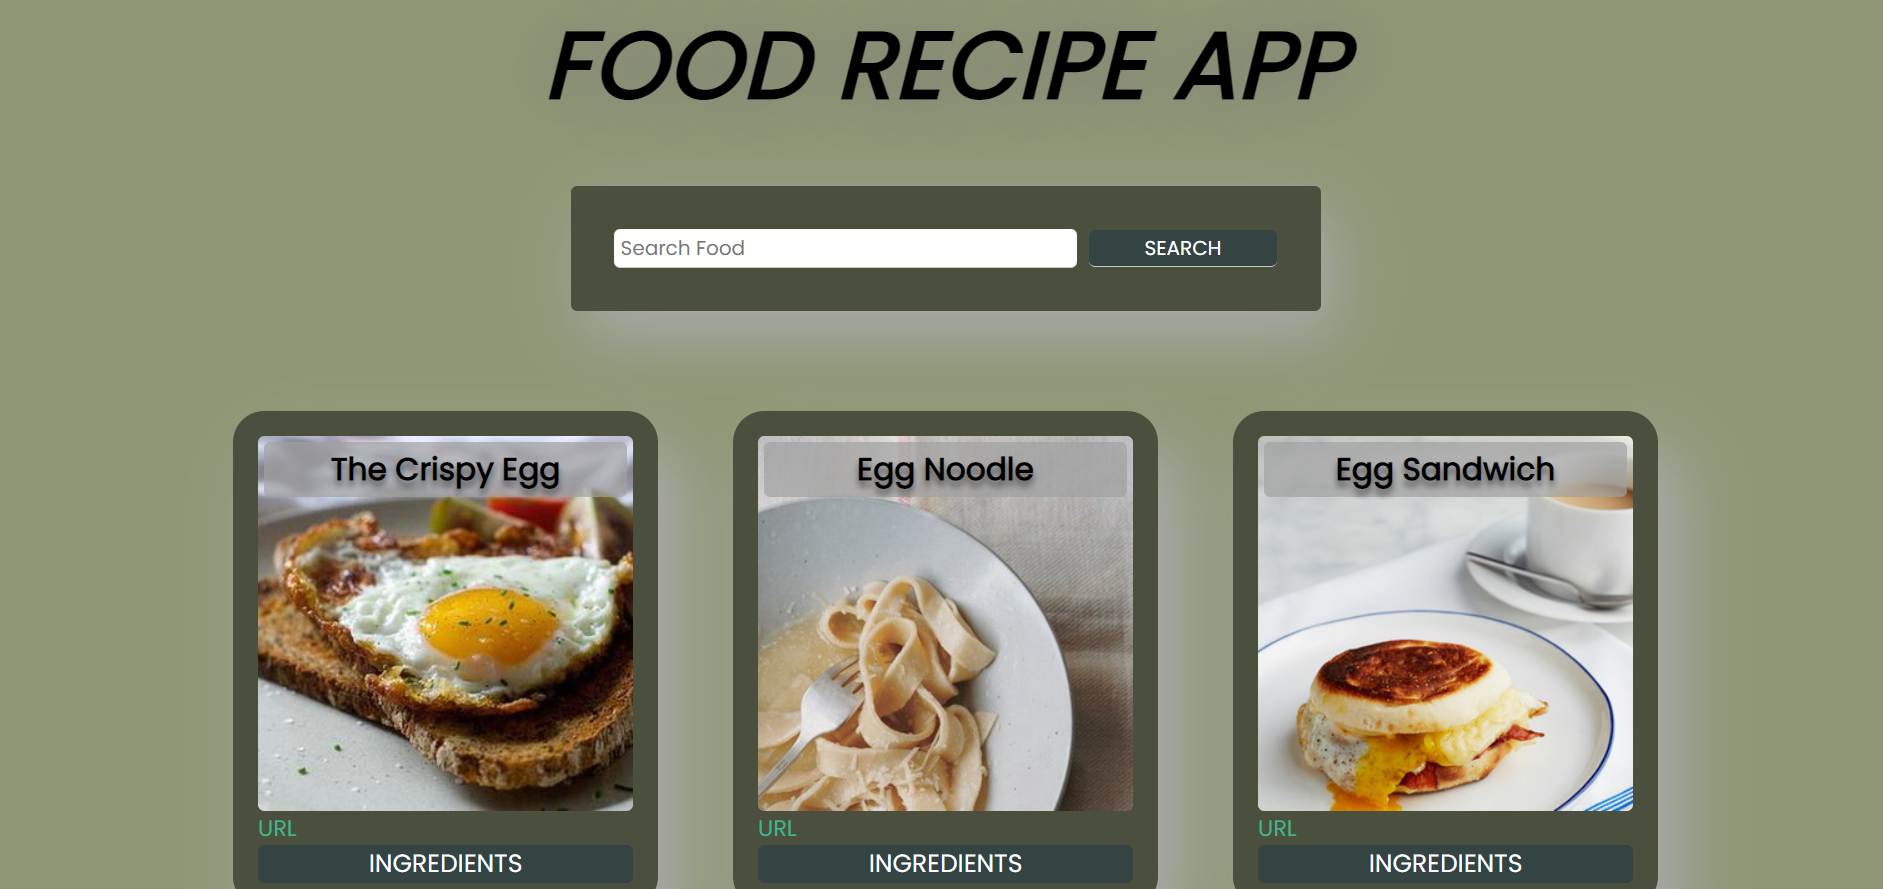 FOOD RECIPE APP
Search Food
SEARCH
The Crispy Egg
URL
INGREDIENTS
Egg Noodle
URL
INGREDIENTS
Egg Sandwich
URL
INGREDIENTS